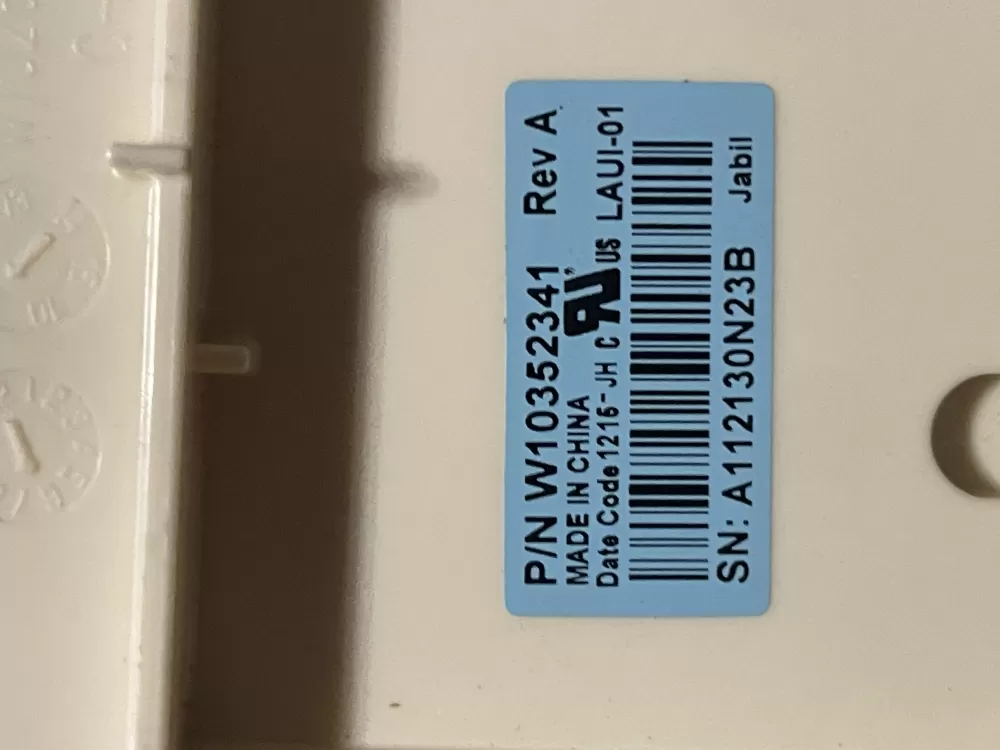 P/N W10352341 Rev A
MADE IN CHINA
Date Code 1216-JH C US LAUI-01
SN: A112130N23B Jabil